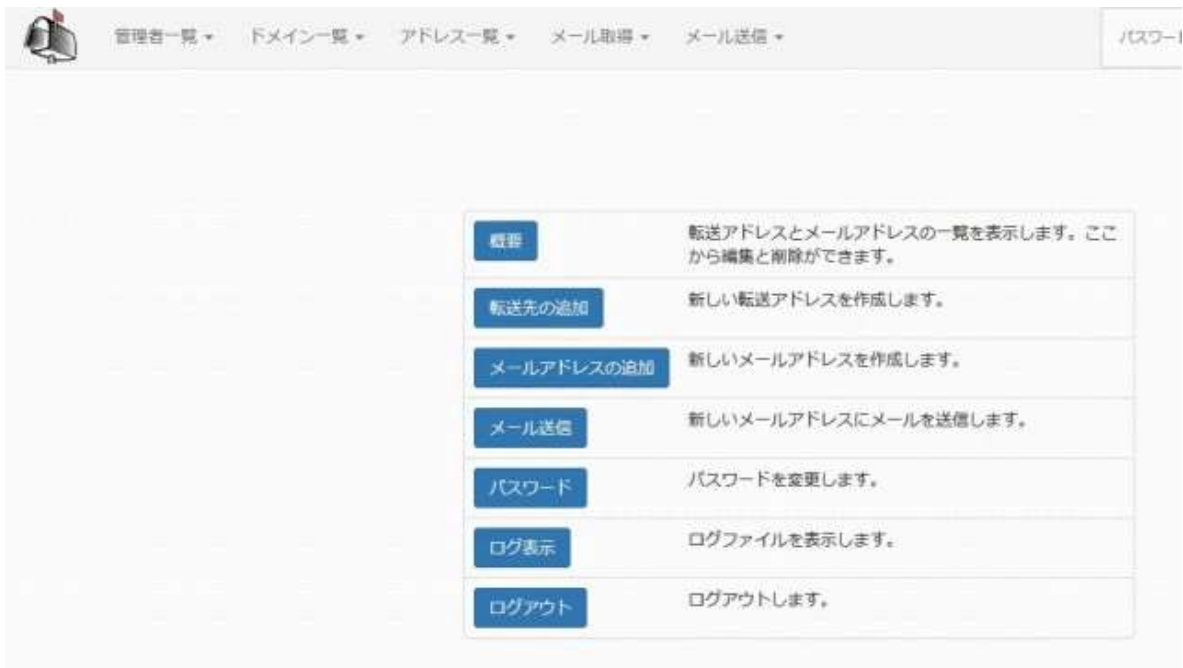 管理者一覧
ドメイン一覧
アドレス一覧
メール取得
メール送信
パスワード
概要
転送アドレスとメールアドレスの一覧を表示します。ここ
から編集と削除ができます。
転送先の追加
新しい転送アドレスを作成します。
メールアドレスの追加
新しいメールアドレスを作成します。
メール送信
新しいメールアドレスにメールを送信します。
パスワード
パスワードを変更します。
ログ表示
ログファイルを表示します。
ログアウト
ログアウトします。